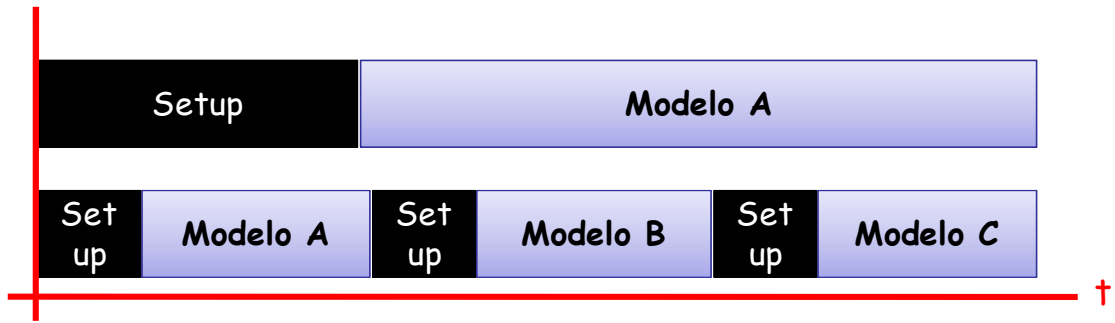 Setup Modelo A
Set Set Set
up Modelo A up Modelo B up Modelo C
t